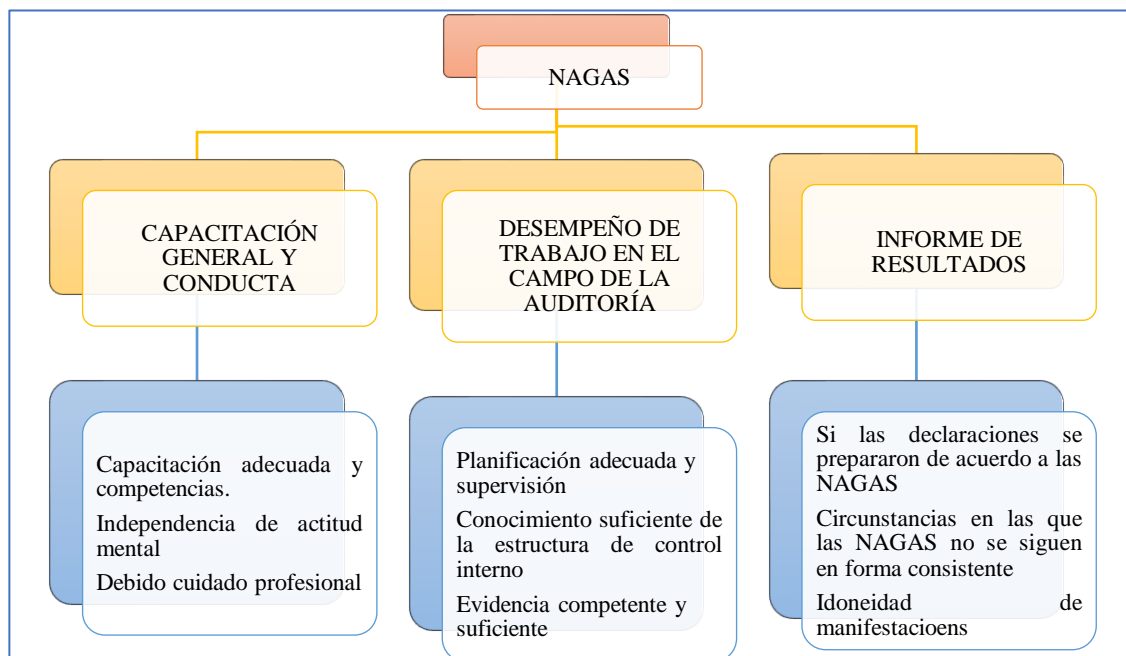 NAGAS
CAPACITACIÓN
GENERAL Y
CONDUCTA
DESEMPEÑO DE
TRABAJO EN EL
CAMPO DE LA
AUDITORÍA
INFORME DE
RESULTADOS
Capacitación adecuada y
competencias.
Independencia de actitud
mental
Debido cuidado profesional
Planificación adecuada y
supervisión
Conocimiento suficiente de
la estructura de control
interno
Evidencia competente y
suficiente
Si las declaraciones se
prepararon de acuerdo a las
NAGAS
Circunstancias en las que
las NAGAS no se siguen
en forma consistente
Idoneidad de
manifestacioens